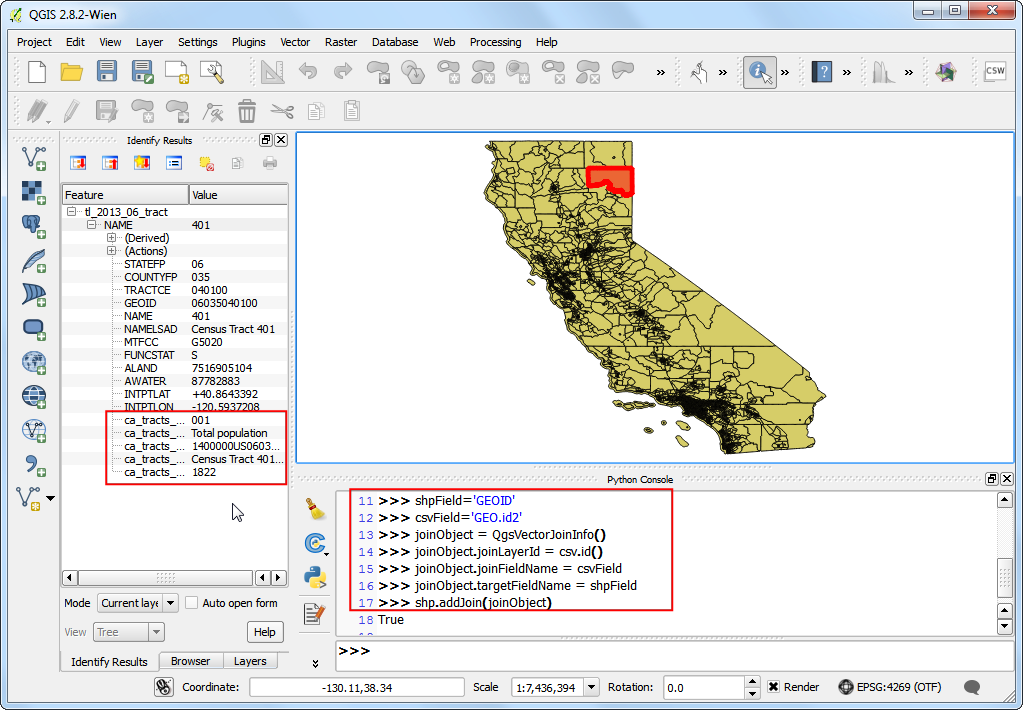 QGIS 2.8.2-Wien
Project Edit View Layer Settings Plugins Vector Raster Database Web Processing Help
CSW
Identify Results
Feature Value
tl_2013_06_tract
NAME 401
(Derived)
(Actions)
STATEFP 06
COUNTYFP 035
TRACTCE 040100
GEOID 06035040100
NAME 401
NAMELSAD Census Tract 401
MTFCC G5020
FUNCSTAT S
ALAND 7516905104
AWATER 87782883
INTPTLAT +40.8643392
INTPTLON -120.5937208
ca_tracts_... 001
ca_tracts_... Total population
ca_tracts_... 1400000US0603...
ca_tracts_... Census Tract 401...
ca_tracts_... 1822
Mode Current laye Auto open form
View Tree Help
Identify Results Browser Layers
Python Console
11 >>> shpField='GEOID'
12 >>> csvField='GEO.id2'
13 >>> joinObject = QgsVectorJoinInfo()
14 >>> joinObject.joinLayerId = csv.id()
15 >>> joinObject.joinFieldName = csvField
16 >>> joinObject.targetFieldName = shpField
17 >>> shp.addJoin(joinObject)
18 True
>>>
Coordinate: -130.11,38.34 Scale 1:7,436,394 Rotation: 0.0 Render EPSG:4269 (OTF)